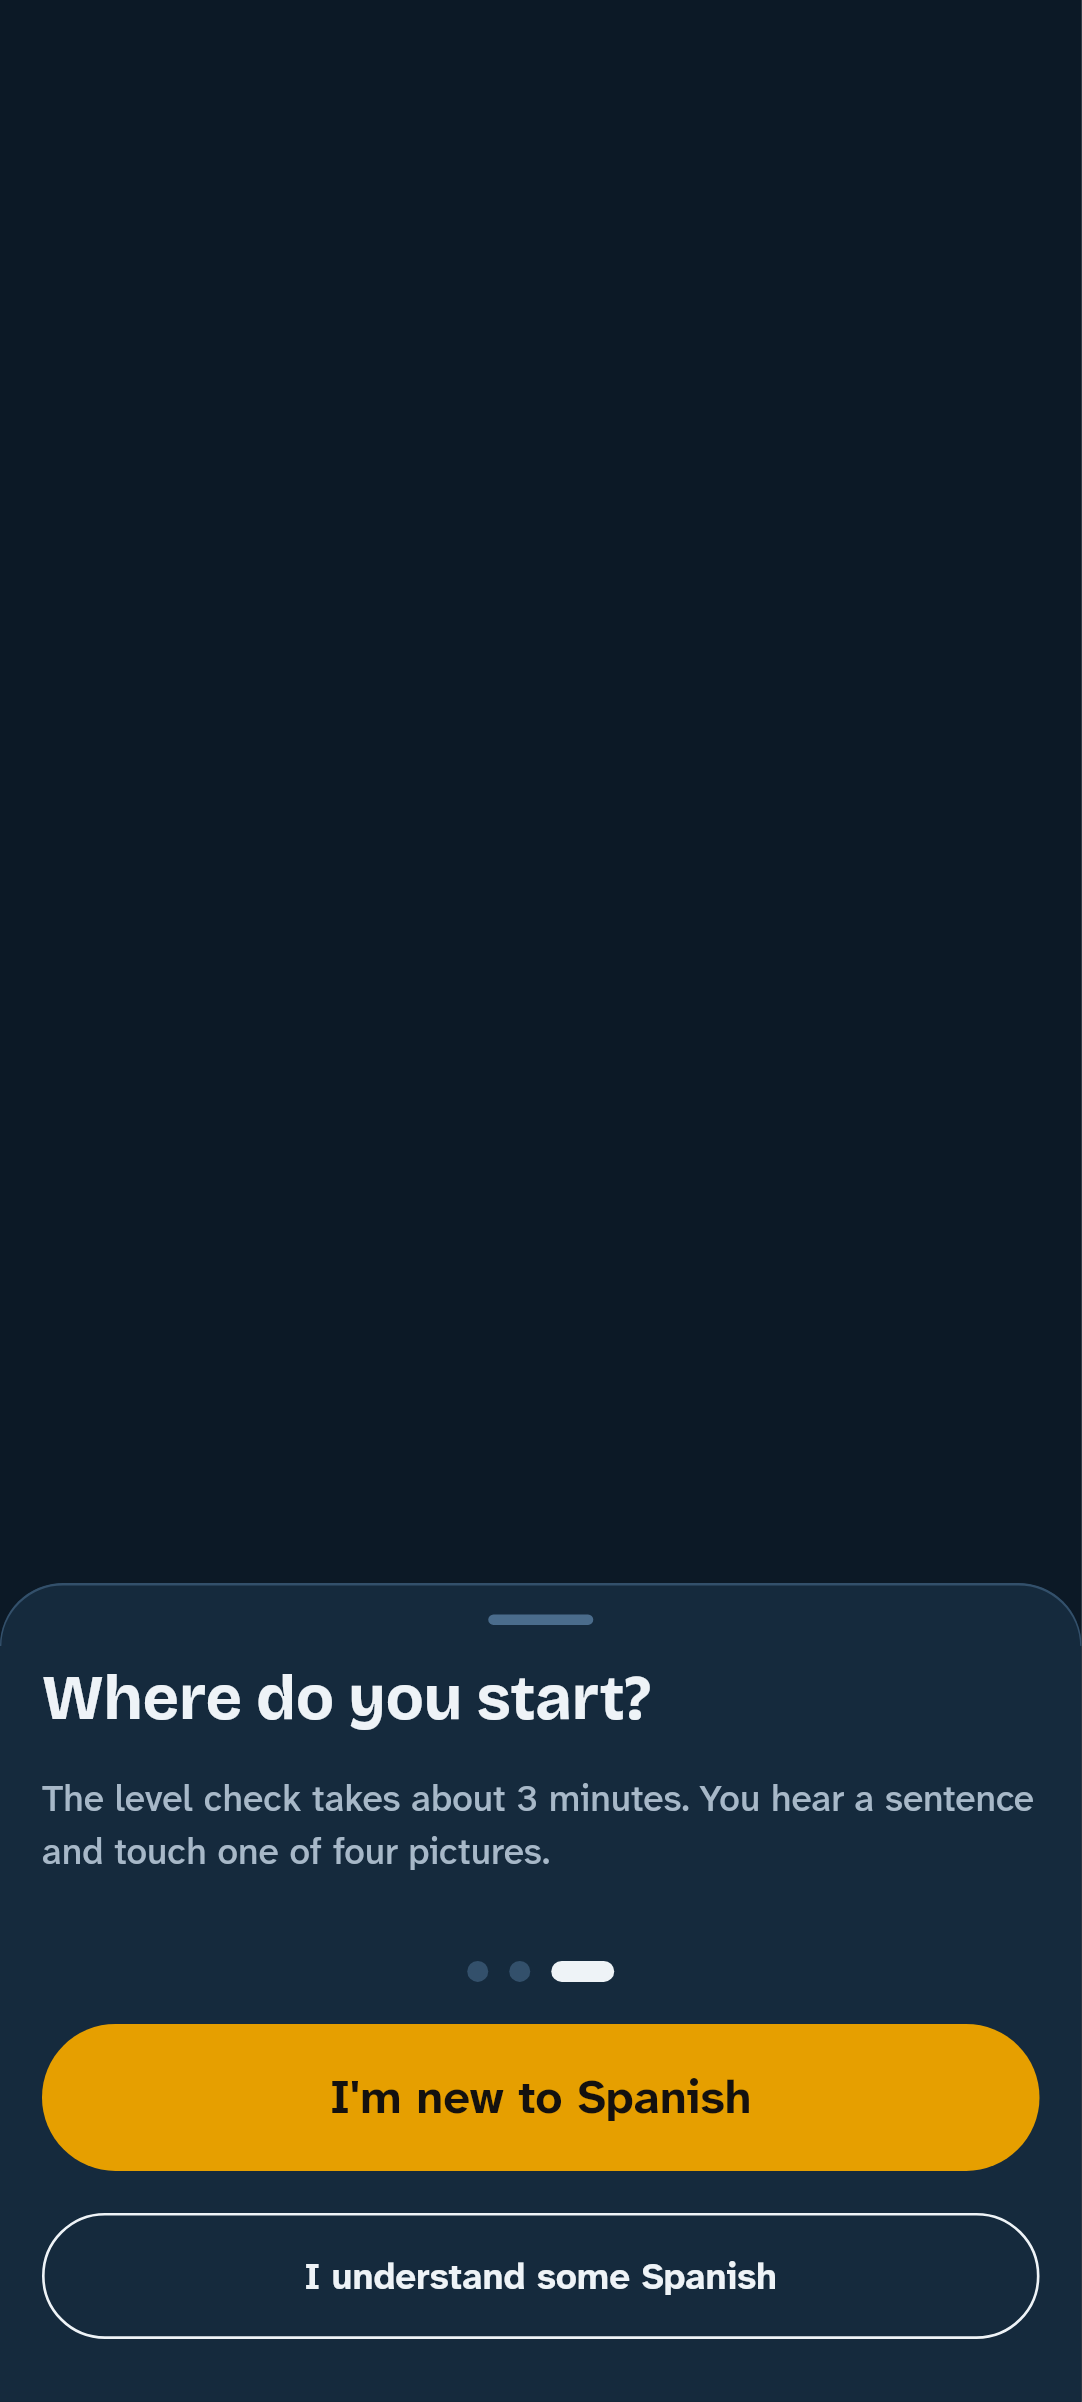 Where do you start?
The level check takes about 3 minutes. You hear a sentence
and touch one of four pictures.
I'm new to Spanish
I understand some Spanish